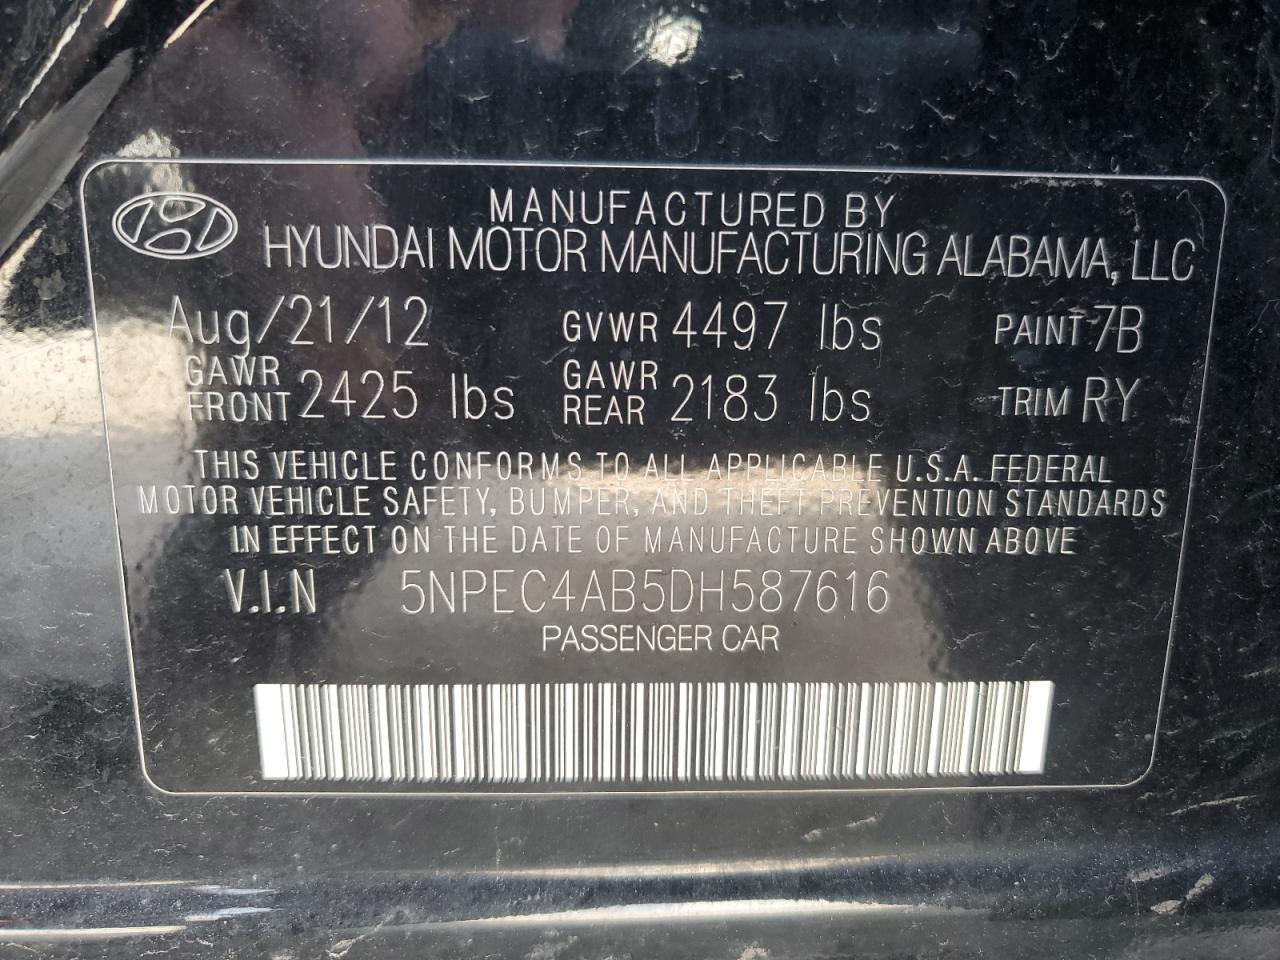 MANUFACTURED BY
HYUNDAI MOTOR MANUFACTURING ALABAMA, LLC
Aug/21/12 GVWR 4497 lbs PAINT 7B
GAWR FRONT 2425 lbs GAWR REAR 2183 lbs TRIM RY
THIS VEHICLE CONFORMS TO ALL APPLICABLE U.S.A. FEDERAL
MOTOR VEHICLE SAFETY, BUMPER, AND THEFT PREVENTION STANDARDS
IN EFFECT ON THE DATE OF MANUFACTURE SHOWN ABOVE
V.I.N 5NPEC4AB5DH587616
PASSENGER CAR